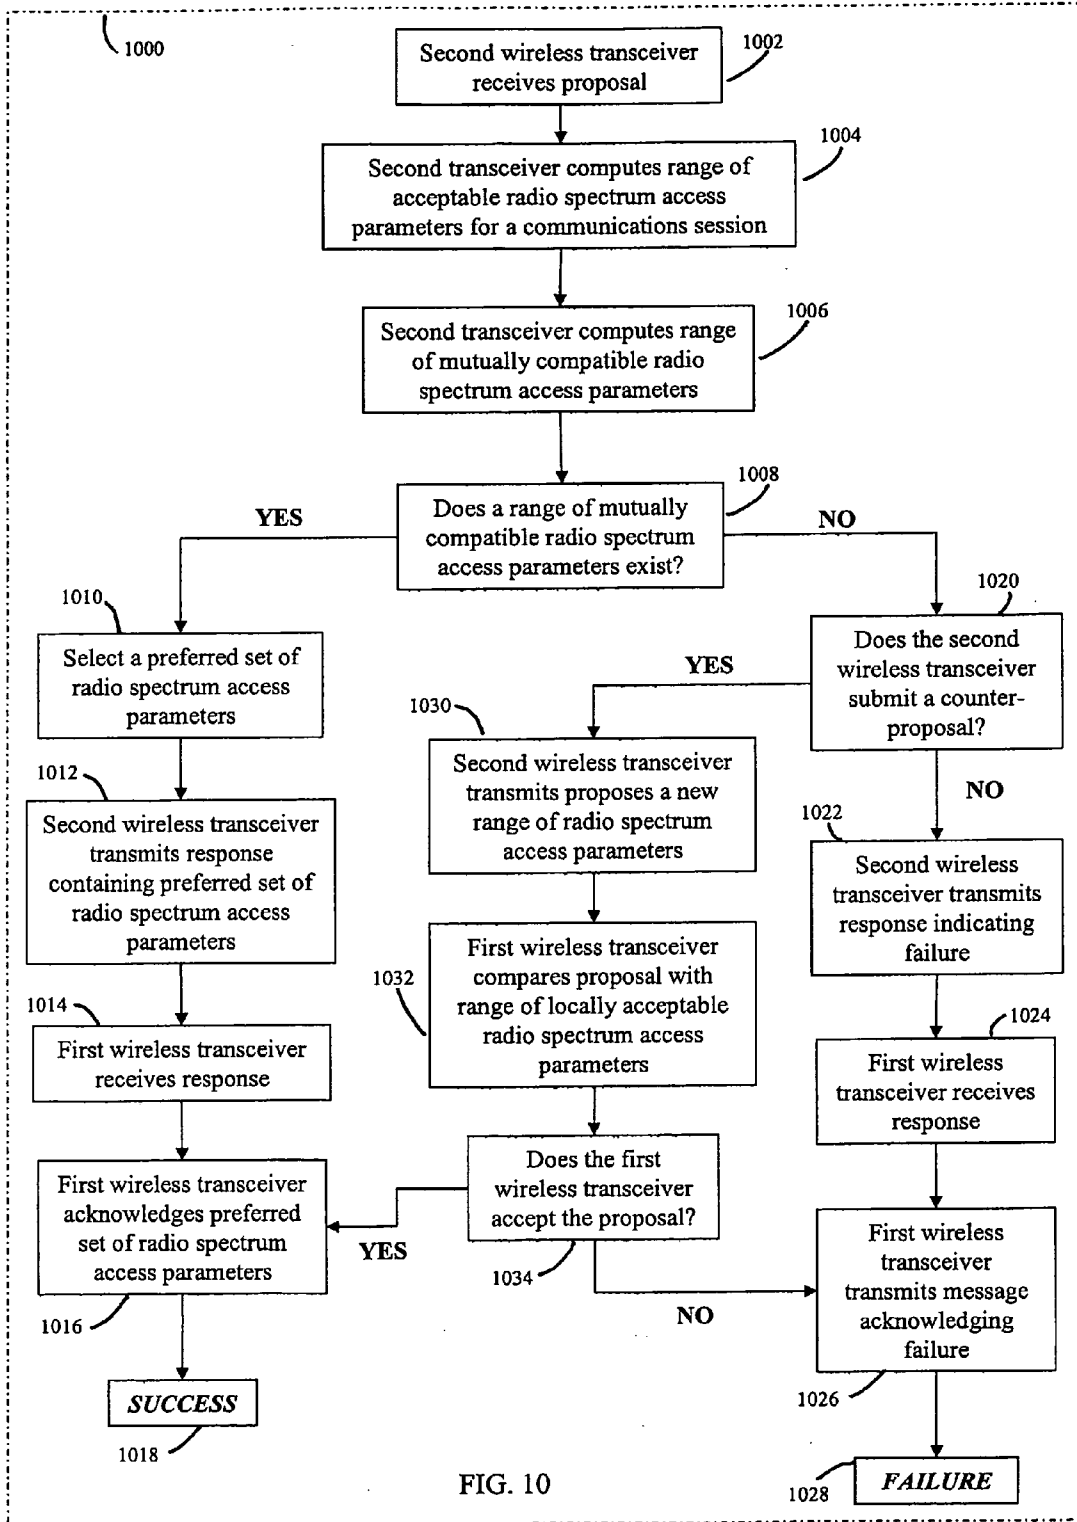 1000
Second wireless transceiver
receives proposal
1002
Second transceiver computes range of
acceptable radio spectrum access
parameters for a communications session
1004
Second transceiver computes range
of mutually compatible radio
spectrum access parameters
1006
Does a range of mutually
compatible radio spectrum
access parameters exist?
1008
YES
NO
1010
Select a preferred set of
radio spectrum access
parameters
1020
Does the second
wireless transceiver
submit a counter-
proposal?
YES
NO
1012
Second wireless transceiver
transmits response
containing preferred set of
radio spectrum access
parameters
1030
Second wireless transceiver
transmits proposes a new
range of radio spectrum
access parameters
1022
Second wireless
transceiver transmits
response indicating
failure
1014
First wireless transceiver
receives response
1032
First wireless transceiver
compares proposal with
range of locally acceptable
radio spectrum access
parameters
1024
First wireless
transceiver receives
response
First wireless transceiver
acknowledges preferred
set of radio spectrum
access parameters
1016
Does the first
wireless transceiver
accept the proposal?
1034
YES
NO
First wireless
transceiver
transmits message
acknowledging
failure
1026
SUCCESS
1018
FAILURE
1028
FIG. 10